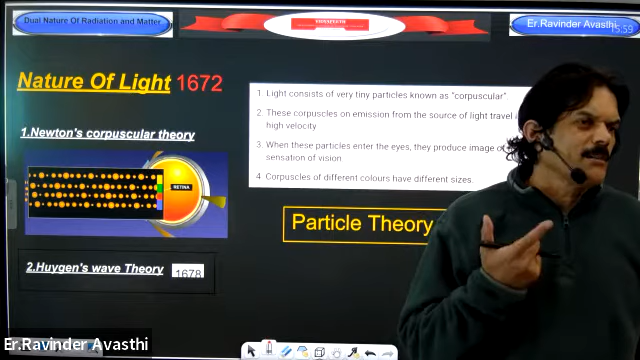 Dual Nature Of Radiation and Matter
Er.Ravinder Avasthi
15:59
Nature Of Light 1672
1.Newton's corpuscular theory
RETINA
2.Huygen's wave Theory 1678
1 Light consists of very tiny particles known as "corpuscular".
2 These corpuscles on emission from the source of light travel
high velocity
3 When these particles enter the eyes, they produce image
sensation of vision
4 Corpuscles of different colours have different sizes.
Particle Theory
Er.Ravinder Avasthi